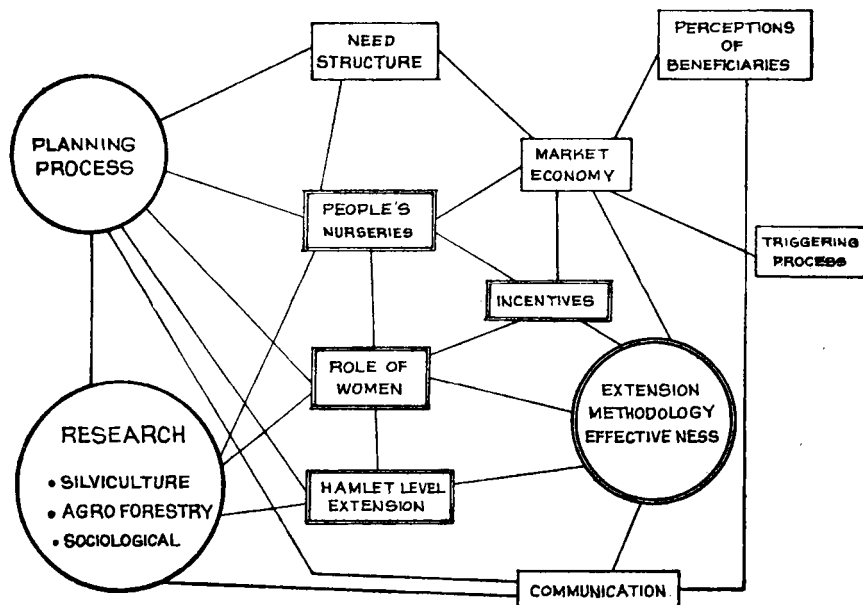 NEED
STRUCTURE
PERCEPTIONS
OF
BENEFICIARIES
PLANNING
PROCESS
MARKET
ECONOMY
PEOPLE'S
NURSERIES
TRIGGERING
PROCESS
INCENTIVES
ROLE OF
WOMEN
EXTENSION
METHODOLOGY
EFFECTIVE NESS
RESEARCH
• SILVICULTURE
• AGRO FORESTRY
• SOCIOLOGICAL
HAMLET LEVEL
EXTENSION
COMMUNICATION.